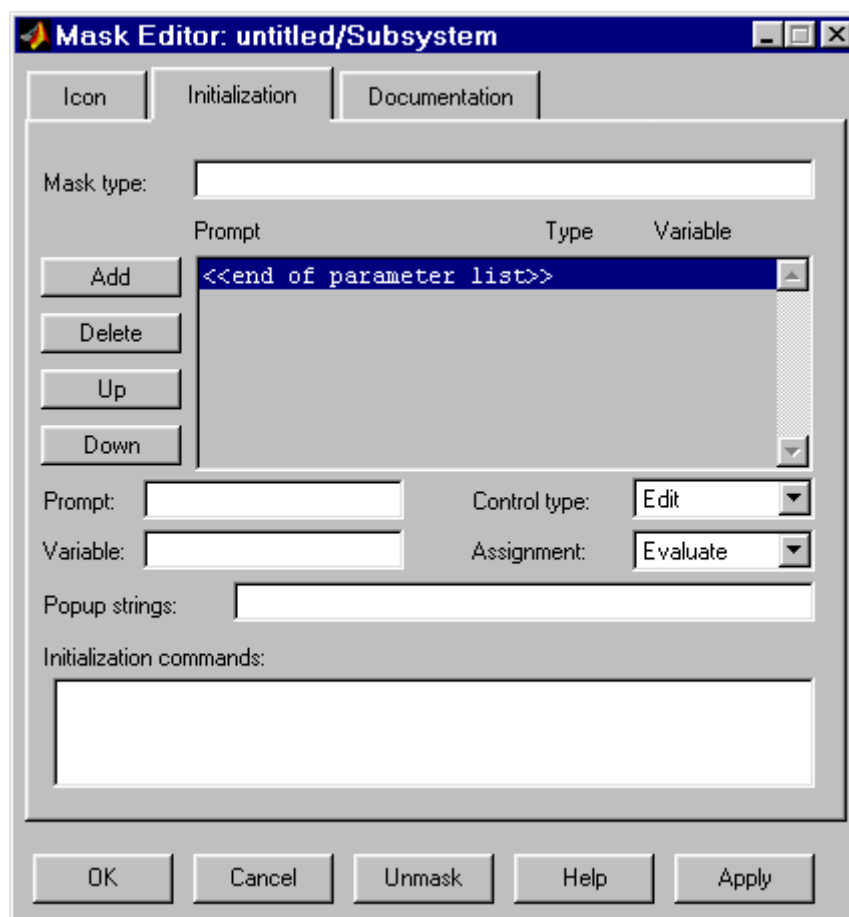 Mask Editor: untitled/Subsystem
Icon Initialization Documentation
Mask type:
Prompt Type Variable
Add <<end of parameter list>>
Delete
Up
Down
Prompt: Control type: Edit
Variable: Assignment: Evaluate
Popup strings:
Initialization commands:
OK Cancel Unmask Help Apply